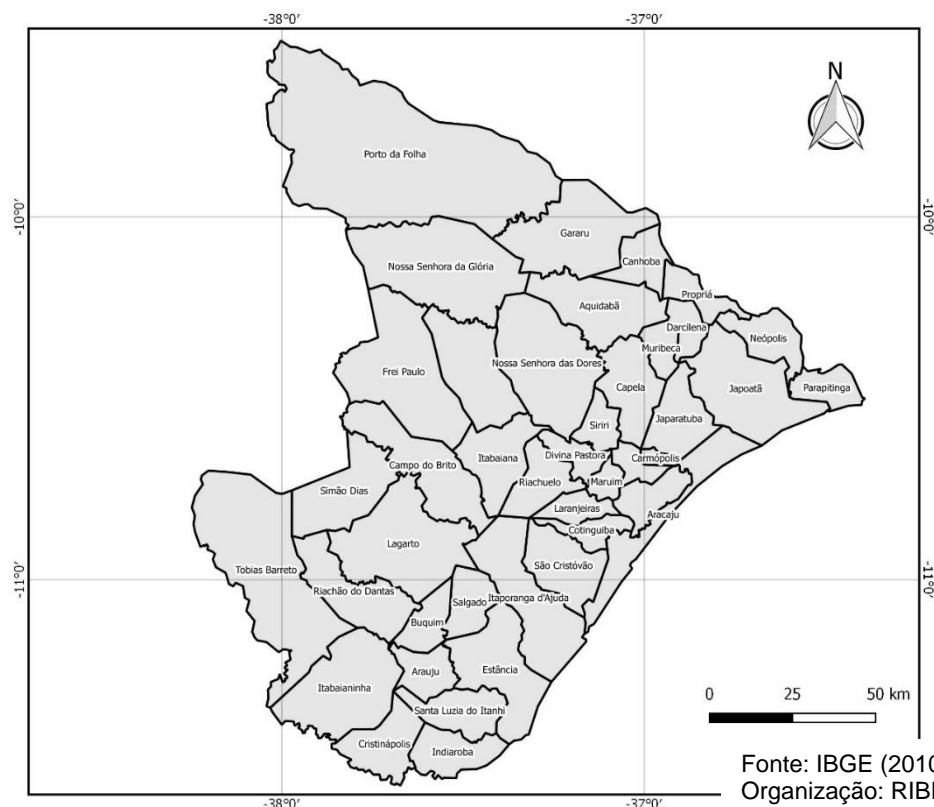 -38°0’
-37°0’
N
Porto da Folha
-10°0’
-10°0’
Gararu
Canhoba
Nossa Senhora da Glória
Propriá
Aquidabã
Darcilena
Neópolis
Muribeca
Nossa Senhora das Dores
Frei Paulo
Capela
Japoatã
Parapitinga
Japaratuba
Siriri
Divina Pastora
Itabaiana
Carmópolis
Campo do Brito
Riachuelo
Maruim
Simão Dias
Laranjeiras
Aracaju
Cotinguiba
Lagarto
São Cristóvão
Tobias Barreto
-11°0’
-11°0’
Riachão do Dantas
Salgado
Itaporanga d'Ajuda
Buquim
Arauju
Estância
Itabaianinha
0 25 50 km
Santa Luzia do Itanhi
Cristinápolis
Indiaroba
Fonte: IBGE (2010
Organização: RIB
-38°0’
-37°0’